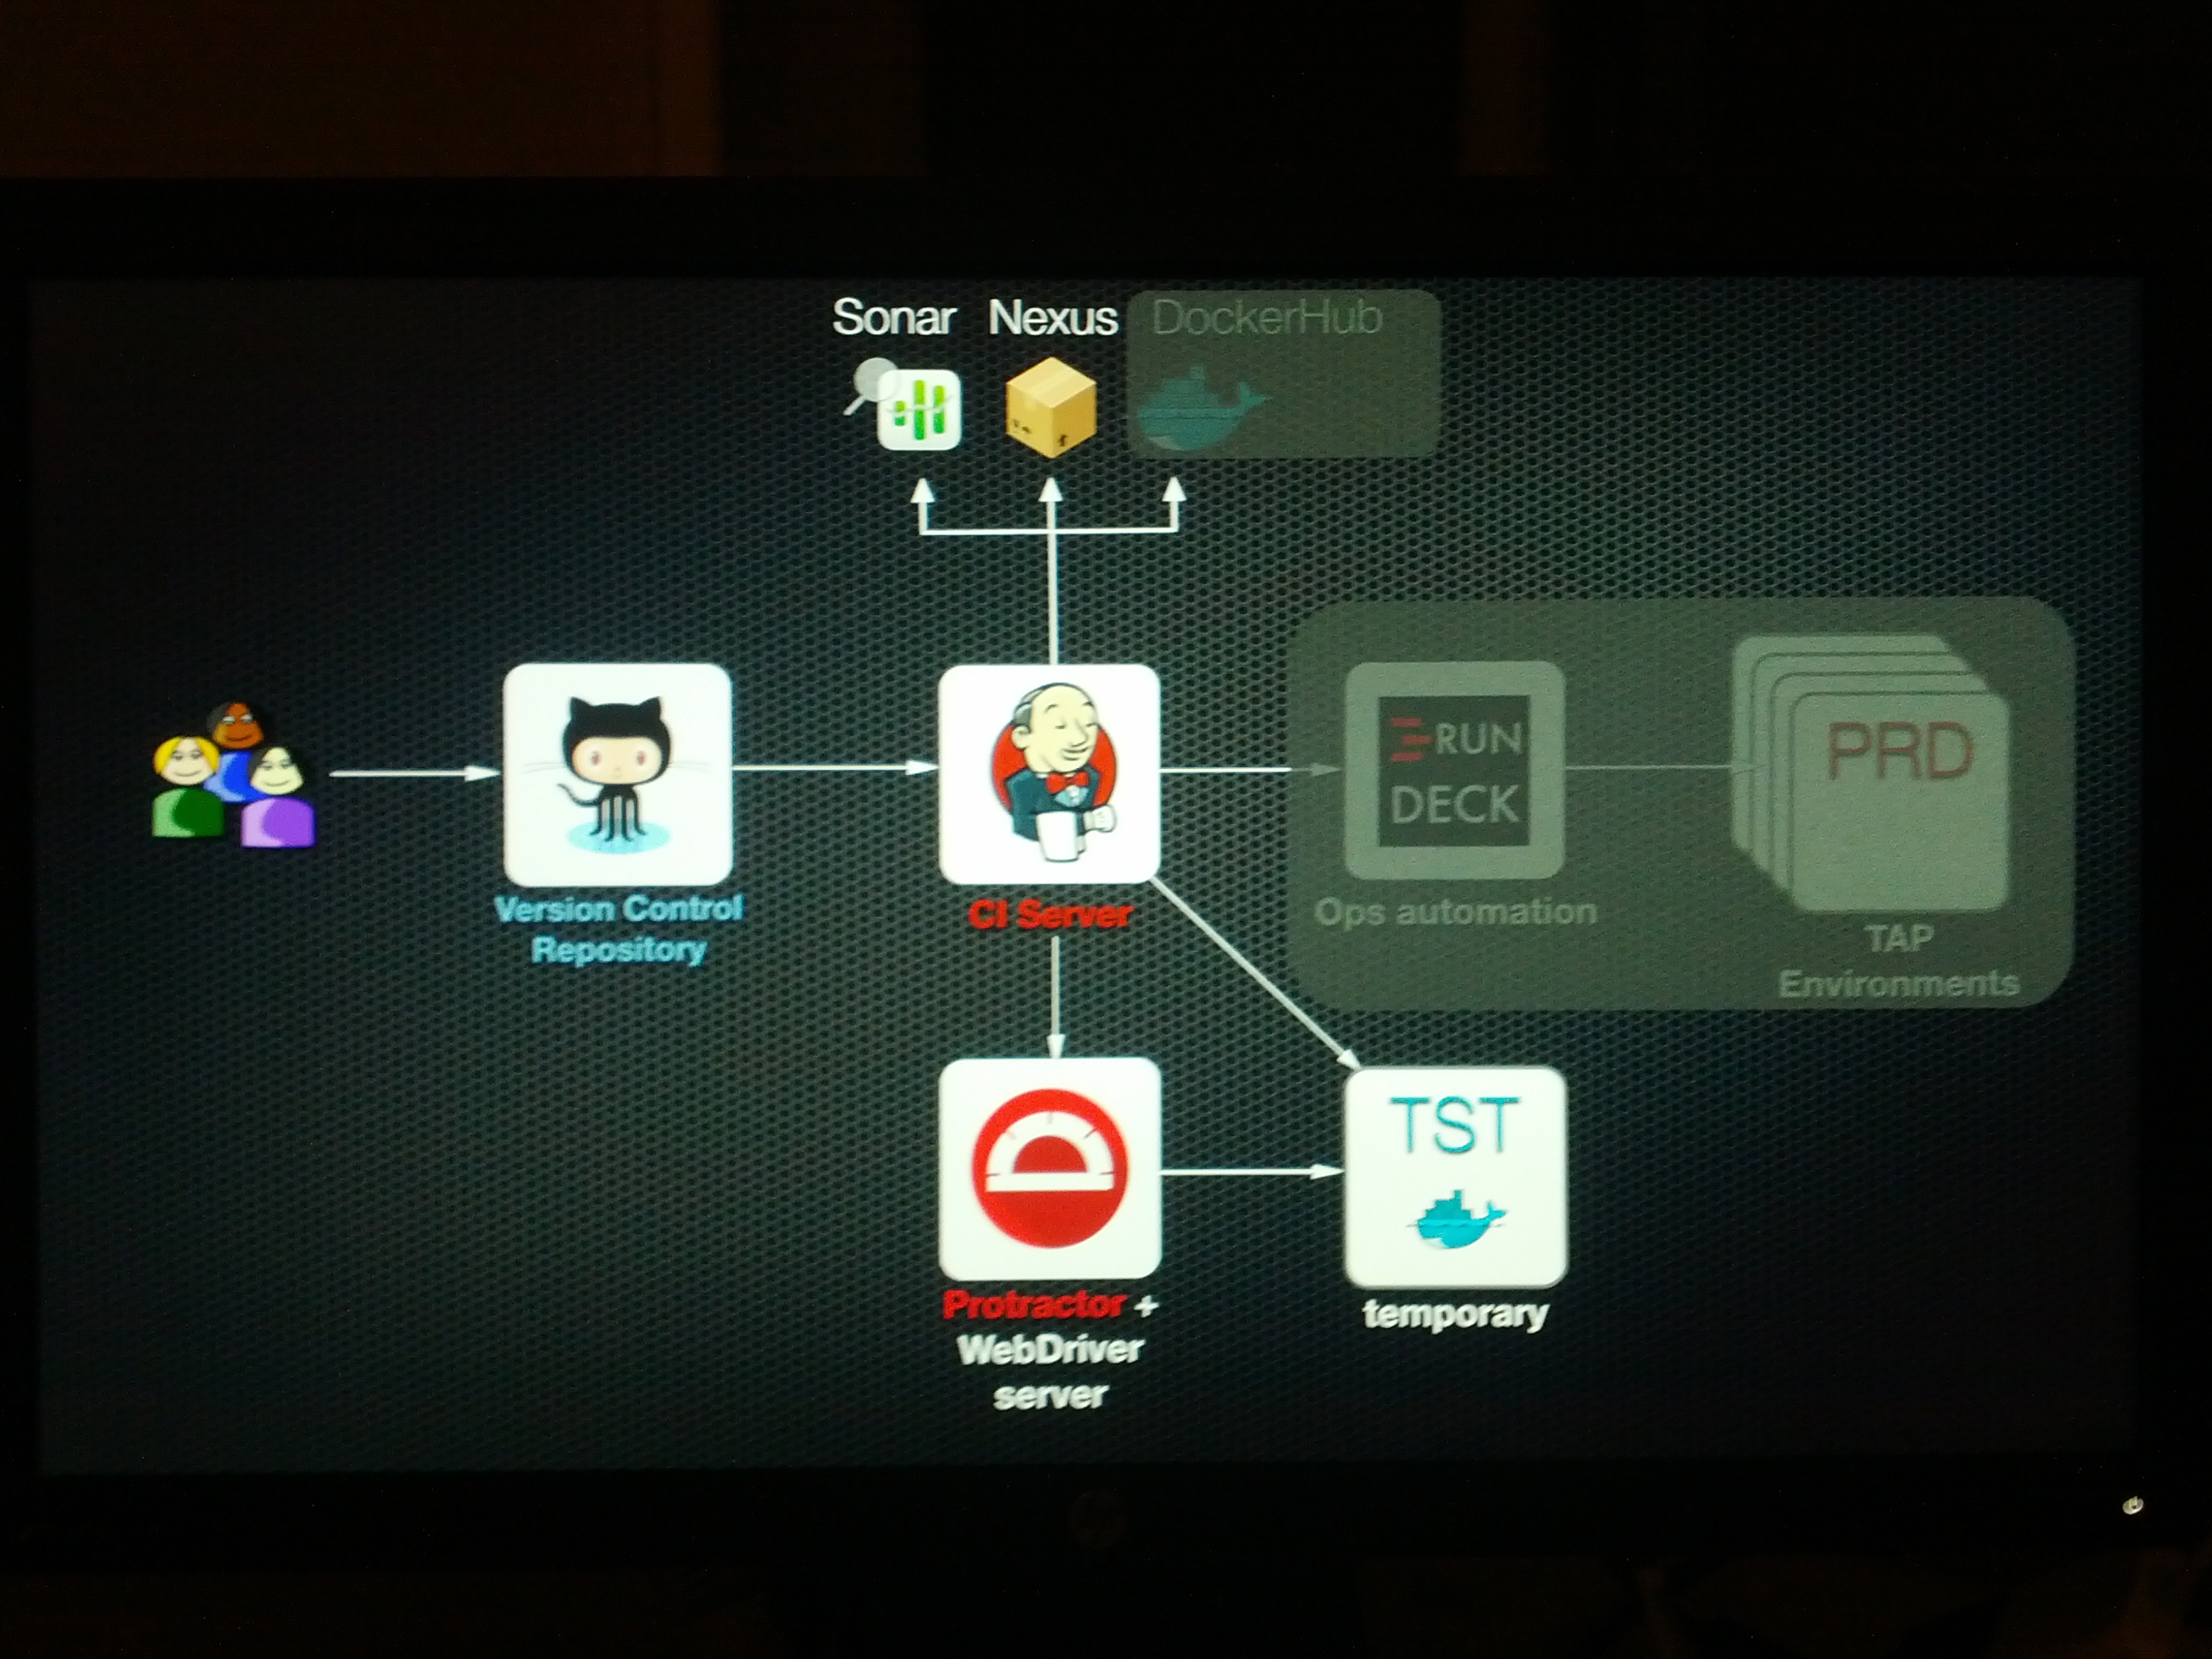 Sonar
Nexus
DockerHub
RUN
DECK
PRD
Version Control
Repository
CI Server
Ops automation
TAP
Environments
TST
Protractor +
WebDriver
server
temporary